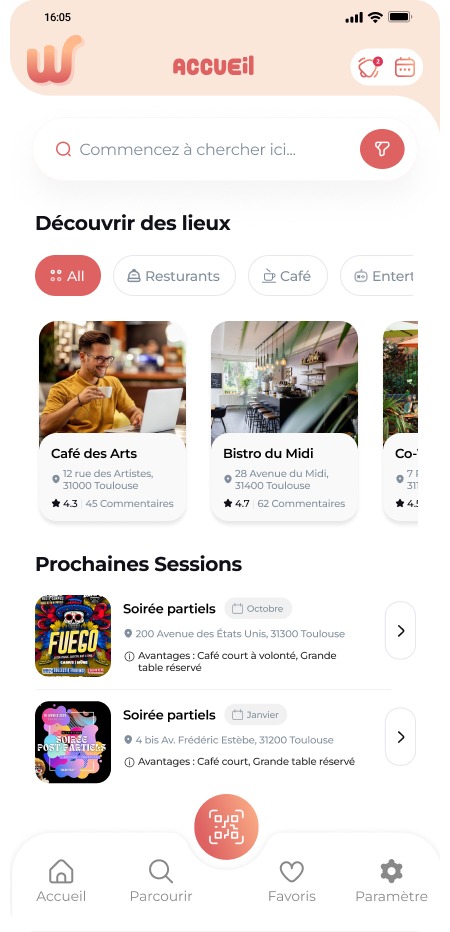 16:05
ACCUEIL
2
Commencez à chercher ici...
Découvrir des lieux
All
Resturants
Café
Entert
Café des Arts
12 rue des Artistes,
31000 Toulouse
4.3 | 45 Commentaires
Bistro du Midi
28 Avenue du Midi,
31400 Toulouse
4.7 | 62 Commentaires
Co-
Prochaines Sessions
FUEGO
Soirée partiels
Octobre
200 Avenue des États Unis, 31300 Toulouse
Avantages : Café court à volonté, Grande
table réservé
SOIREE
POST PARTIELS
Soirée partiels
Janvier
4 bis Av. Frédéric Estèbe, 31200 Toulouse
Avantages : Café court, Grande table réservé
Accueil
Parcourir
Favoris
Paramètre